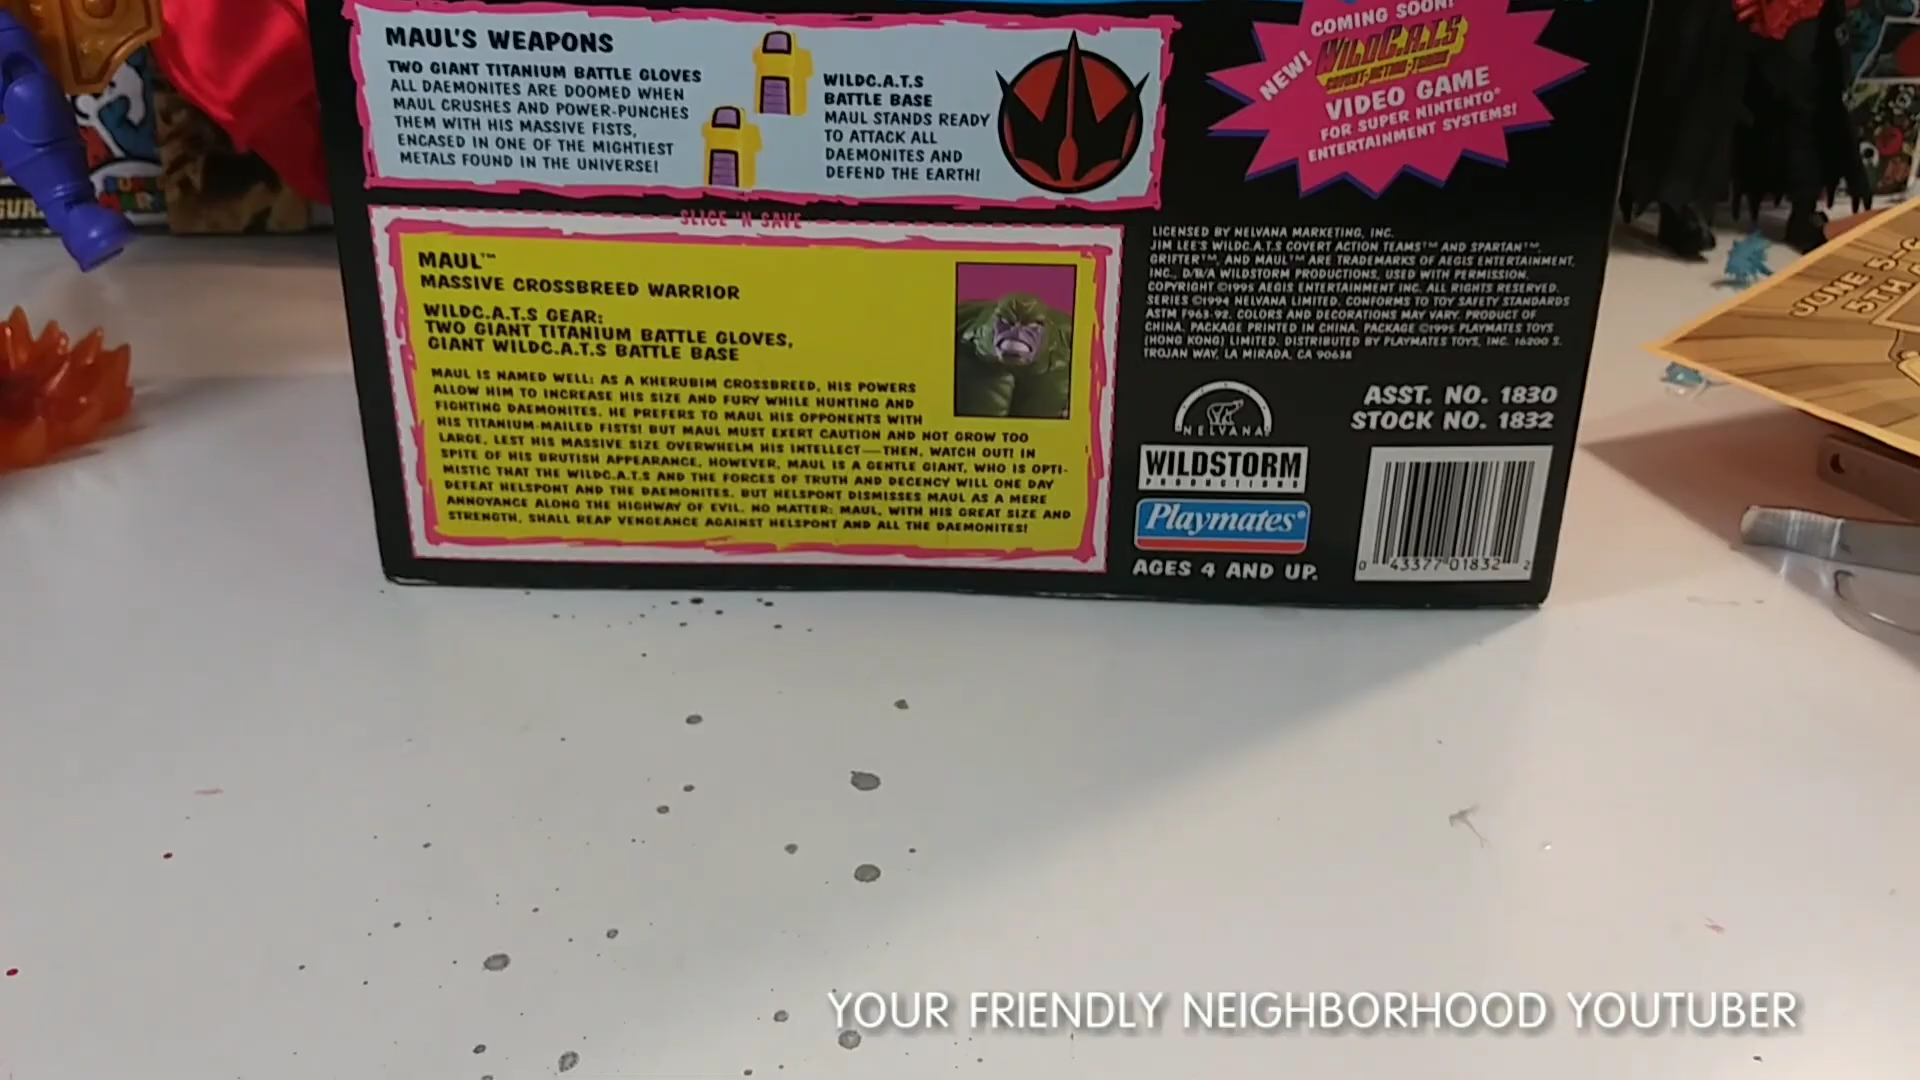 MAUL'S WEAPONS
TWO GIANT TITANIUM BATTLE GLOVES
ALL DAEMONITES ARE DOOMED WHEN
MAUL CRUSHES AND POWER-PUNCHES
THEM WITH HIS MASSIVE FISTS,
ENCASED IN ONE OF THE MIGHTIEST
METALS FOUND IN THE UNIVERSE!
WILDC.A.T.S
BATTLE BASE
MAUL STANDS READY
TO ATTACK ALL
DAEMONITES AND
DEFEND THE EARTH!
NEW!
COMING SOON!
WILDC.A.T.S
COVERT-ACTION-TEAMS
VIDEO GAME
FOR SUPER NINTENTO®
ENTERTAINMENT SYSTEMS!
SLICE 'N SAVE
MAUL™
MASSIVE CROSSBREED WARRIOR
WILDC.A.T.S GEAR:
TWO GIANT TITANIUM BATTLE GLOVES,
GIANT WILDC.A.T.S BATTLE BASE
MAUL IS NAMED WELL: AS A KHERUBIM CROSSBREED, HIS POWERS
ALLOW HIM TO INCREASE HIS SIZE AND FURY WHILE HUNTING AND
FIGHTING DAEMONITES. HE PREFERS TO MAUL HIS OPPONENTS WITH
HIS TITANIUM-MAILED FISTS! BUT MAUL MUST EXERT CAUTION AND NOT GROW TOO
LARGE, LEST HIS MASSIVE SIZE OVERWHELM HIS INTELLECT—THEN, WATCH OUT! IN
SPITE OF HIS BRUTISH APPEARANCE, HOWEVER, MAUL IS A GENTLE GIANT, WHO IS OPTI-
MISTIC THAT THE WILDC.A.T.S AND THE FORCES OF TRUTH AND DECENCY WILL ONE DAY
DEFEAT HELSPONT AND THE DAEMONITES. BUT HELSPONT DISMISSES MAUL AS A MERE
ANNOYANCE ALONG THE HIGHWAY OF EVIL. NO MATTER: MAUL, WITH HIS GREAT SIZE AND
STRENGTH, SHALL REAP VENGEANCE AGAINST HELSPONT AND ALL THE DAEMONITES!
LICENSED BY NELVANA MARKETING, INC.
JIM LEE'S WILDC.A.T.S COVERT ACTION TEAMS™ AND SPARTAN™,
GRIFTER™, AND MAUL™ ARE TRADEMARKS OF AEGIS ENTERTAINMENT,
INC., D/B/A WILDSTORM PRODUCTIONS, USED WITH PERMISSION.
COPYRIGHT ©1995 AEGIS ENTERTAINMENT INC. ALL RIGHTS RESERVED.
SERIES ©1994 NELVANA LIMITED. CONFORMS TO TOY SAFETY STANDARDS
ASTM F963-92. COLORS AND DECORATIONS MAY VARY. PRODUCT OF
CHINA. PACKAGE PRINTED IN CHINA. PACKAGE ©1995 PLAYMATES TOYS
(HONG KONG) LIMITED. DISTRIBUTED BY PLAYMATES TOYS, INC. 16200 S.
TROJAN WAY, LA MIRADA, CA 90638
NELVANA
WILDSTORM
PRODUCTIONS
Playmates®
AGES 4 AND UP.
ASST. NO. 1830
STOCK NO. 1832
0 43377 01832 2
JUNE 5-
5TH
YOUR FRIENDLY NEIGHBORHOOD YOUTUBER